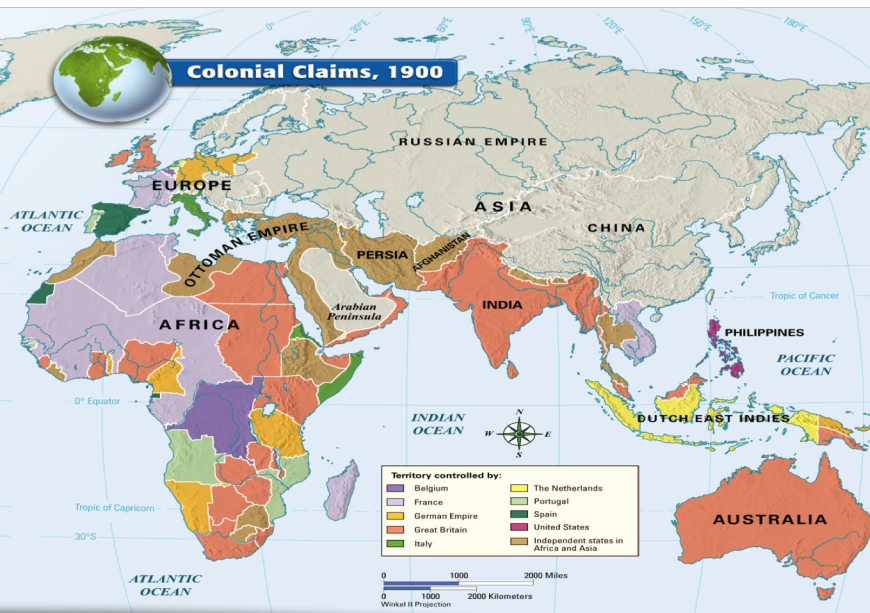 0°
30°E
60°E
90°E
120°E
150°E
180°E
Colonial Claims, 1900
RUSSIAN EMPIRE
EUROPE
ASIA
ATLANTIC
OCEAN
CHINA
OTTOMAN EMPIRE
PERSIA
AFGHANISTAN
Tropic of Cancer
INDIA
Arabian
Peninsula
AFRICA
PHILIPPINES
PACIFIC
OCEAN
0° Equator
INDIAN
OCEAN
N
W
E
S
DUTCH EAST INDIES
Territory controlled by:
Belgium
France
German Empire
Great Britain
Italy
The Netherlands
Portugal
Spain
United States
Independent states in
Africa and Asia
Tropic of Capricorn
AUSTRALIA
30°S
ATLANTIC
OCEAN
0 1000 2000 Miles
0 1000 2000 Kilometers
Winkel II Projection